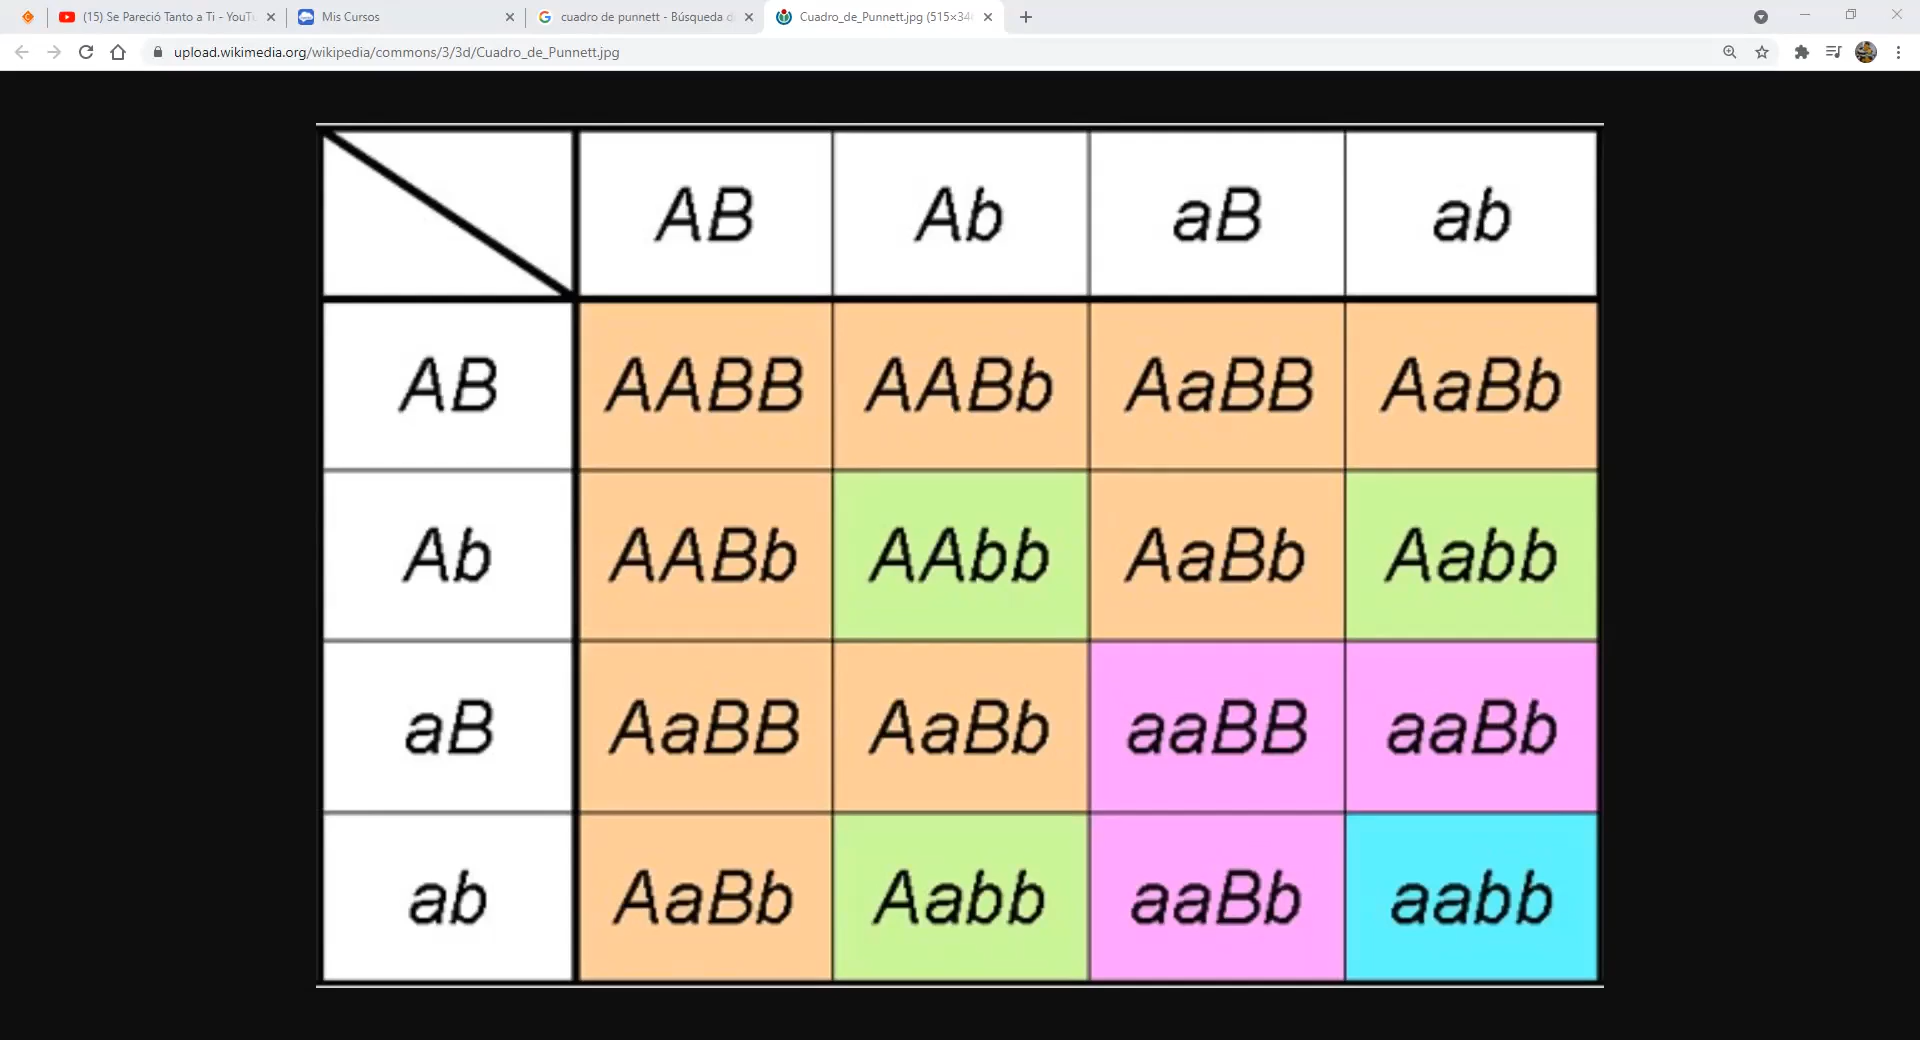 (15) Se Pareció Tanto a Ti - YouTu
Mis Cursos
cuadro de punnett - Búsqueda d
Cuadro_de_Punnett.jpg (515×34
upload.wikimedia.org/wikipedia/commons/3/3d/Cuadro_de_Punnett.jpg
AB Ab aB ab
AB AABB AABb AaBB AaBb
Ab AABb AAbb AaBb Aabb
aB AaBB AaBb aaBB aaBb
ab AaBb Aabb aaBb aabb